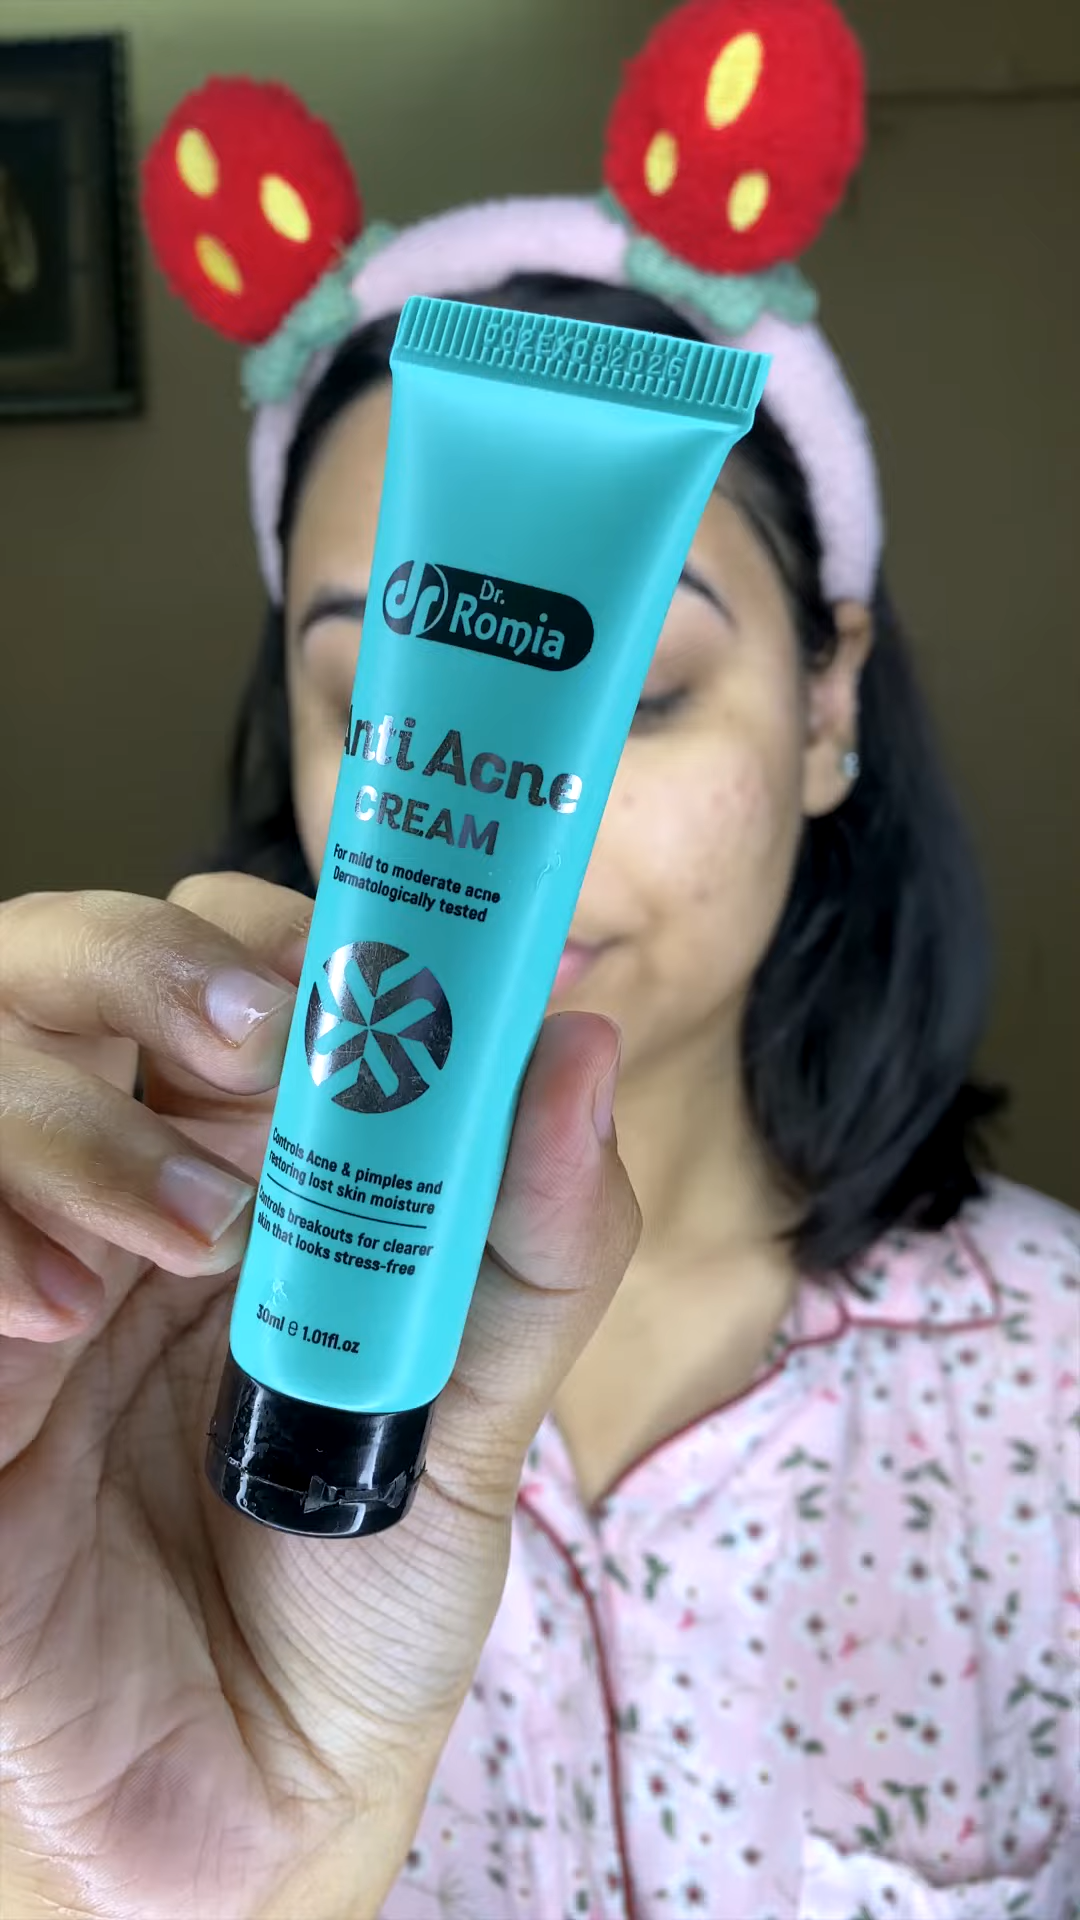 002EX082026
dr
Dr.
Romia
Anti Acne
CREAM
For mild to moderate acne
Dermatologically tested
Controls Acne & pimples and
restoring lost skin moisture
Controls breakouts for clearer
skin that looks stress-free
30ml e 1.01fl.oz